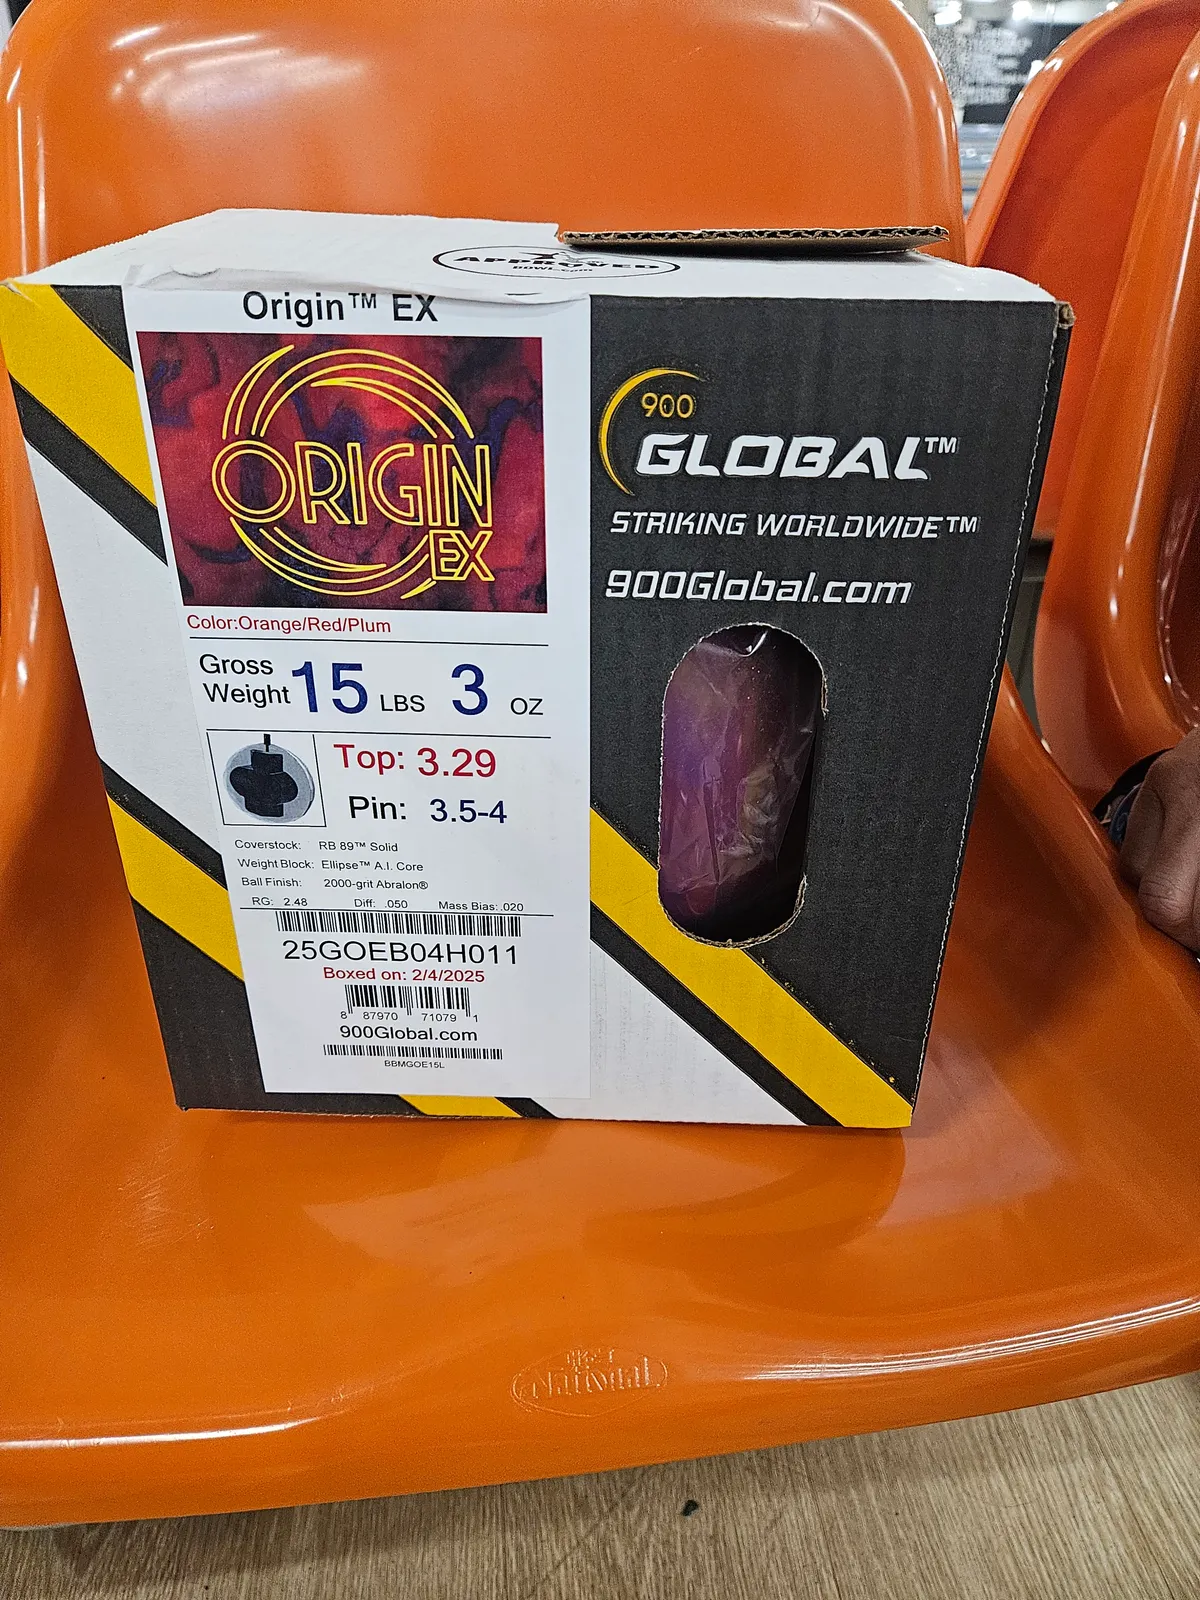 APPROVED
BOWL.com
Origin™ EX
ORIGIN
EX
Color:Orange/Red/Plum
Gross
Weight 15 LBS 3 OZ
Top: 3.29
Pin: 3.5-4
Coverstock: RB 89™ Solid
Weight Block: Ellipse™ A.I. Core
Ball Finish: 2000-grit Abralon®
RG: 2.48 Diff: .050 Mass Bias: .020
25GOEB04H011
Boxed on: 2/4/2025
8 87970 71079 1
900Global.com
BBMGOE15L
900
GLOBAL™
STRIKING WORLDWIDE™
900Global.com
National